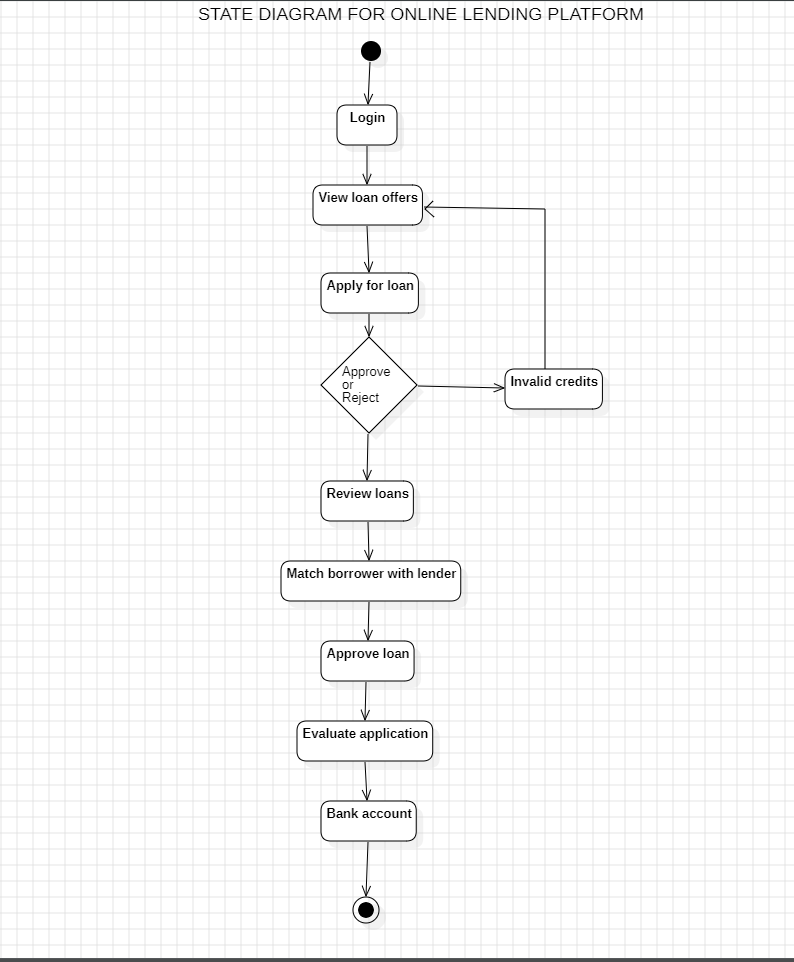 STATE DIAGRAM FOR ONLINE LENDING PLATFORM
Login
View loan offers
Apply for loan
Approve
or
Reject
Invalid credits
Review loans
Match borrower with lender
Approve loan
Evaluate application
Bank account